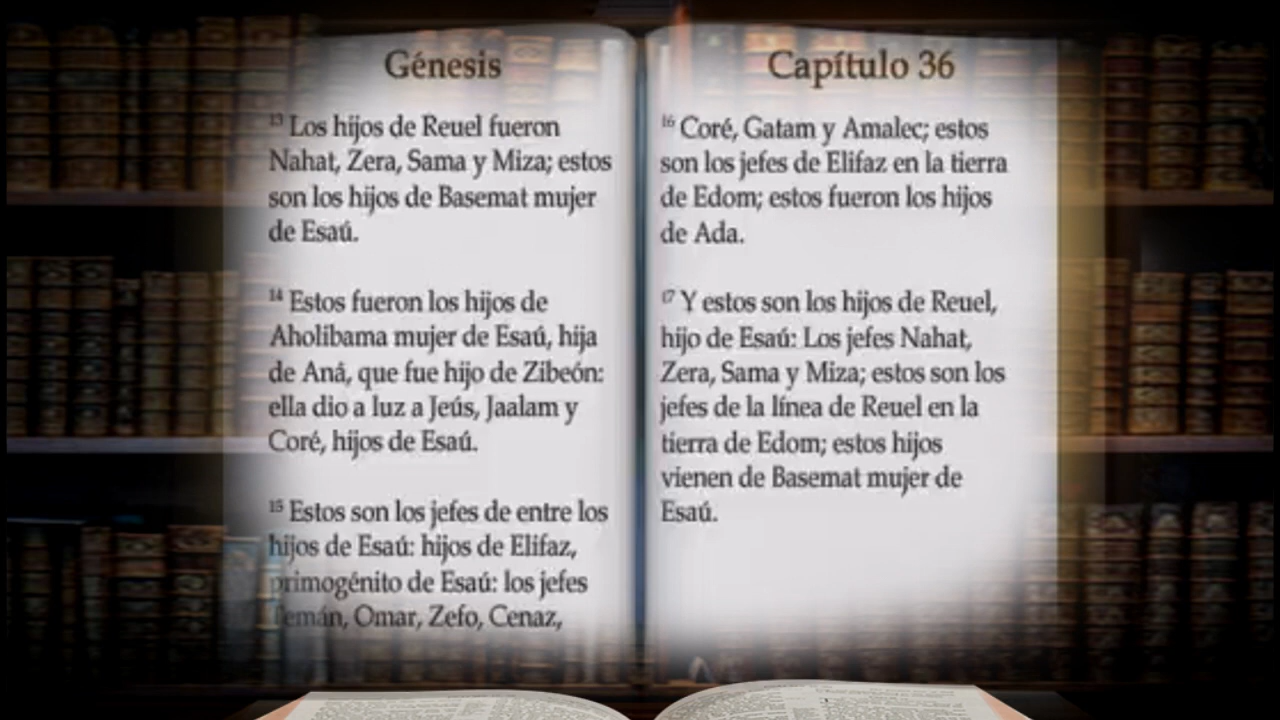 Génesis
¹³ Los hijos de Reuel fueron
Nahat, Zera, Sama y Miza; estos
son los hijos de Basemat mujer
de Esaú.
¹⁴ Estos fueron los hijos de
Aholibama mujer de Esaú, hija
de Aná, que fue hijo de Zibeón:
ella dio a luz a Jeús, Jaalam y
Coré, hijos de Esaú.
¹⁵ Estos son los jefes de entre los
hijos de Esaú: hijos de Elifaz,
primogénito de Esaú: los jefes
Temán, Omar, Zefo, Cenaz,
Capítulo 36
¹⁶ Coré, Gatam y Amalec; estos
son los jefes de Elifaz en la tierra
de Edom; estos fueron los hijos
de Ada.
¹⁷ Y estos son los hijos de Reuel,
hijo de Esaú: Los jefes Nahat,
Zera, Sama y Miza; estos son los
jefes de la línea de Reuel en la
tierra de Edom; estos hijos
vienen de Basemat mujer de
Esaú.